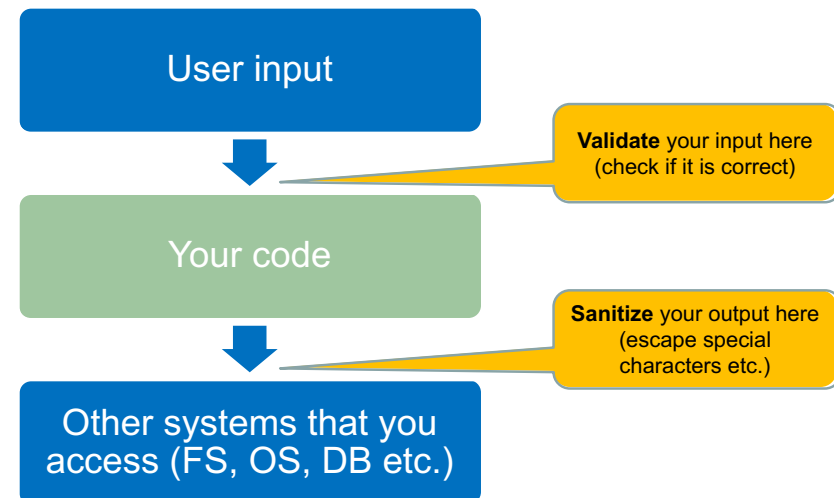 User input
Validate your input here
(check if it is correct)
Your code
Sanitize your output here
(escape special
characters etc.)
Other systems that you
access (FS, OS, DB etc.)